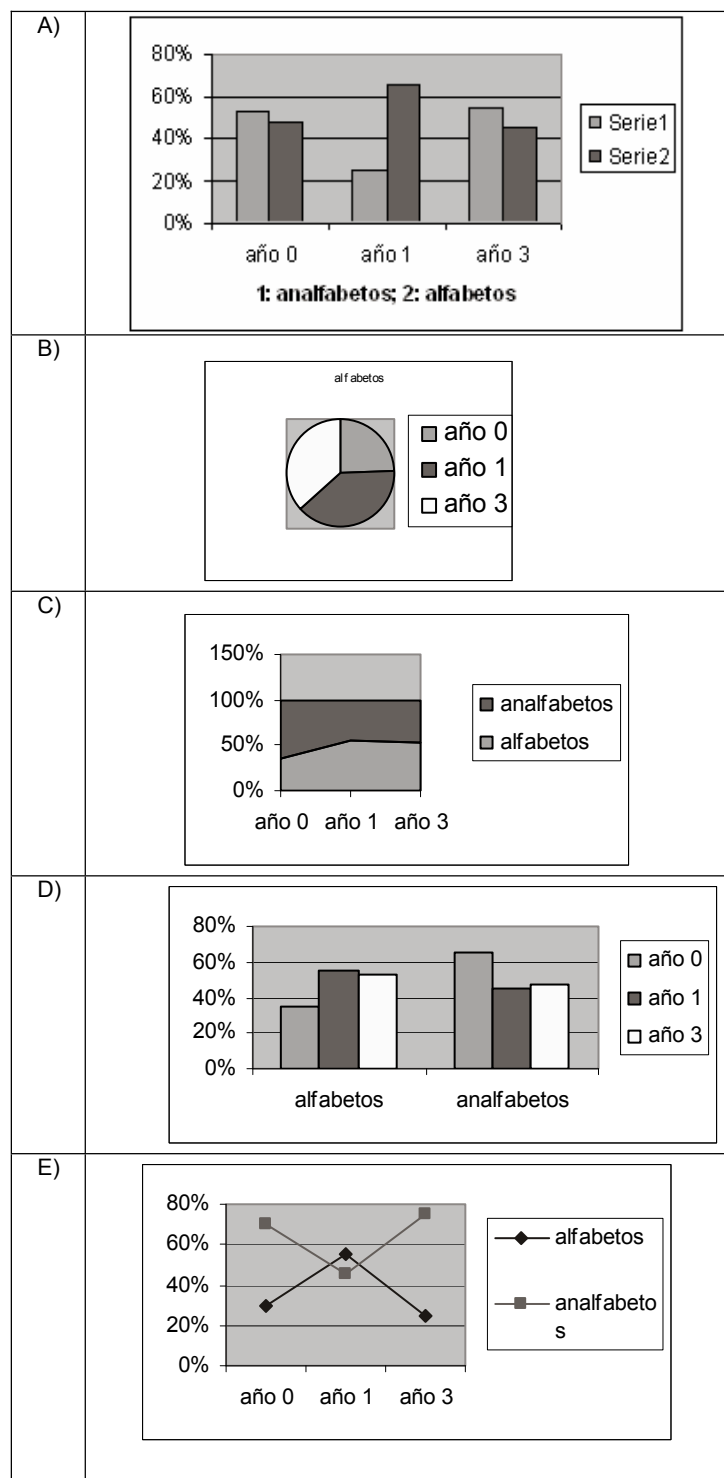 A)
80%
60%
40%
20%
0%
año 0 año 1 año 3
Serie1
Serie2
1: analfabetos; 2: alfabetos
B)
alfabetos
año 0
año 1
año 3
C)
150%
100%
50%
0%
año 0 año 1 año 3
analfabetos
alfabetos
D)
80%
60%
40%
20%
0%
alfabetos analfabetos
año 0
año 1
año 3
E)
80%
60%
40%
20%
0%
año 0 año 1 año 3
alfabetos
analfabeto
s